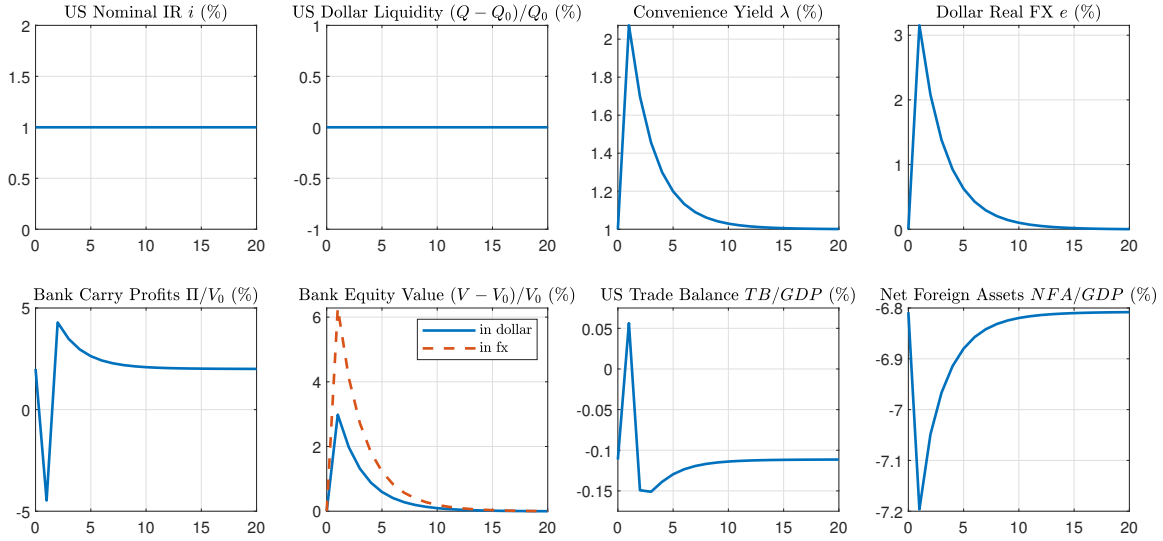 US Nominal IR i (%)
2
1.5
1
0.5
0
0 5 10 15 20
US Dollar Liquidity (Q − Q₀)/Q₀ (%)
1
0.5
0
-0.5
-1
0 5 10 15 20
Convenience Yield λ (%)
2
1.8
1.6
1.4
1.2
1
0 5 10 15 20
Dollar Real FX e (%)
3
2
1
0
0 5 10 15 20
Bank Carry Profits Π/V₀ (%)
5
0
-5
0 5 10 15 20
Bank Equity Value (V − V₀)/V₀ (%)
in dollar
in fx
6
4
2
0
0 5 10 15 20
US Trade Balance TB/GDP (%)
0.05
0
-0.05
-0.1
-0.15
0 5 10 15 20
Net Foreign Assets NFA/GDP (%)
-6.8
-6.9
-7
-7.1
-7.2
0 5 10 15 20